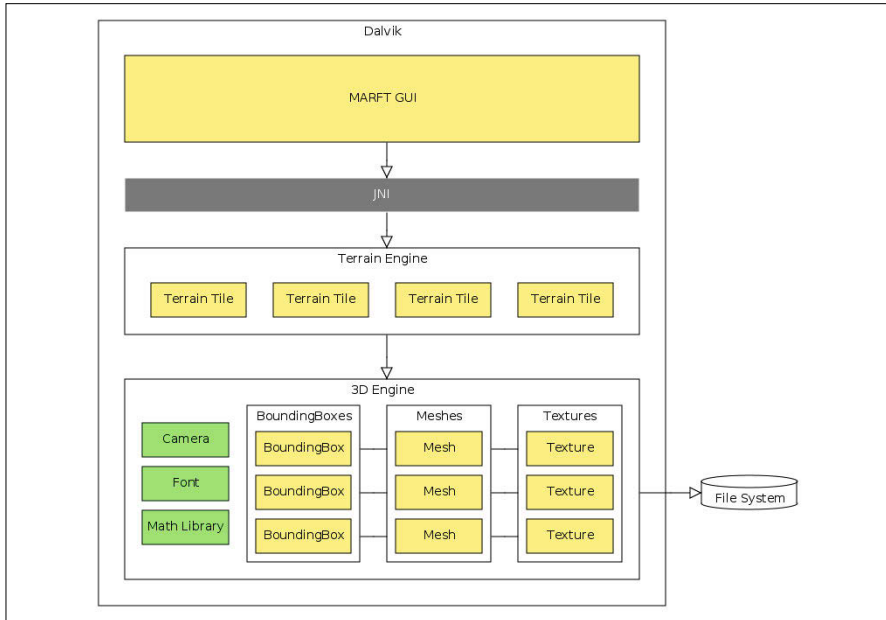 Dalvik
MARFT GUI
JNI
Terrain Engine
Terrain Tile Terrain Tile Terrain Tile Terrain Tile
3D Engine
BoundingBoxes Meshes Textures
Camera
BoundingBox Mesh Texture
Font
BoundingBox Mesh Texture
Math Library
BoundingBox Mesh Texture
File System